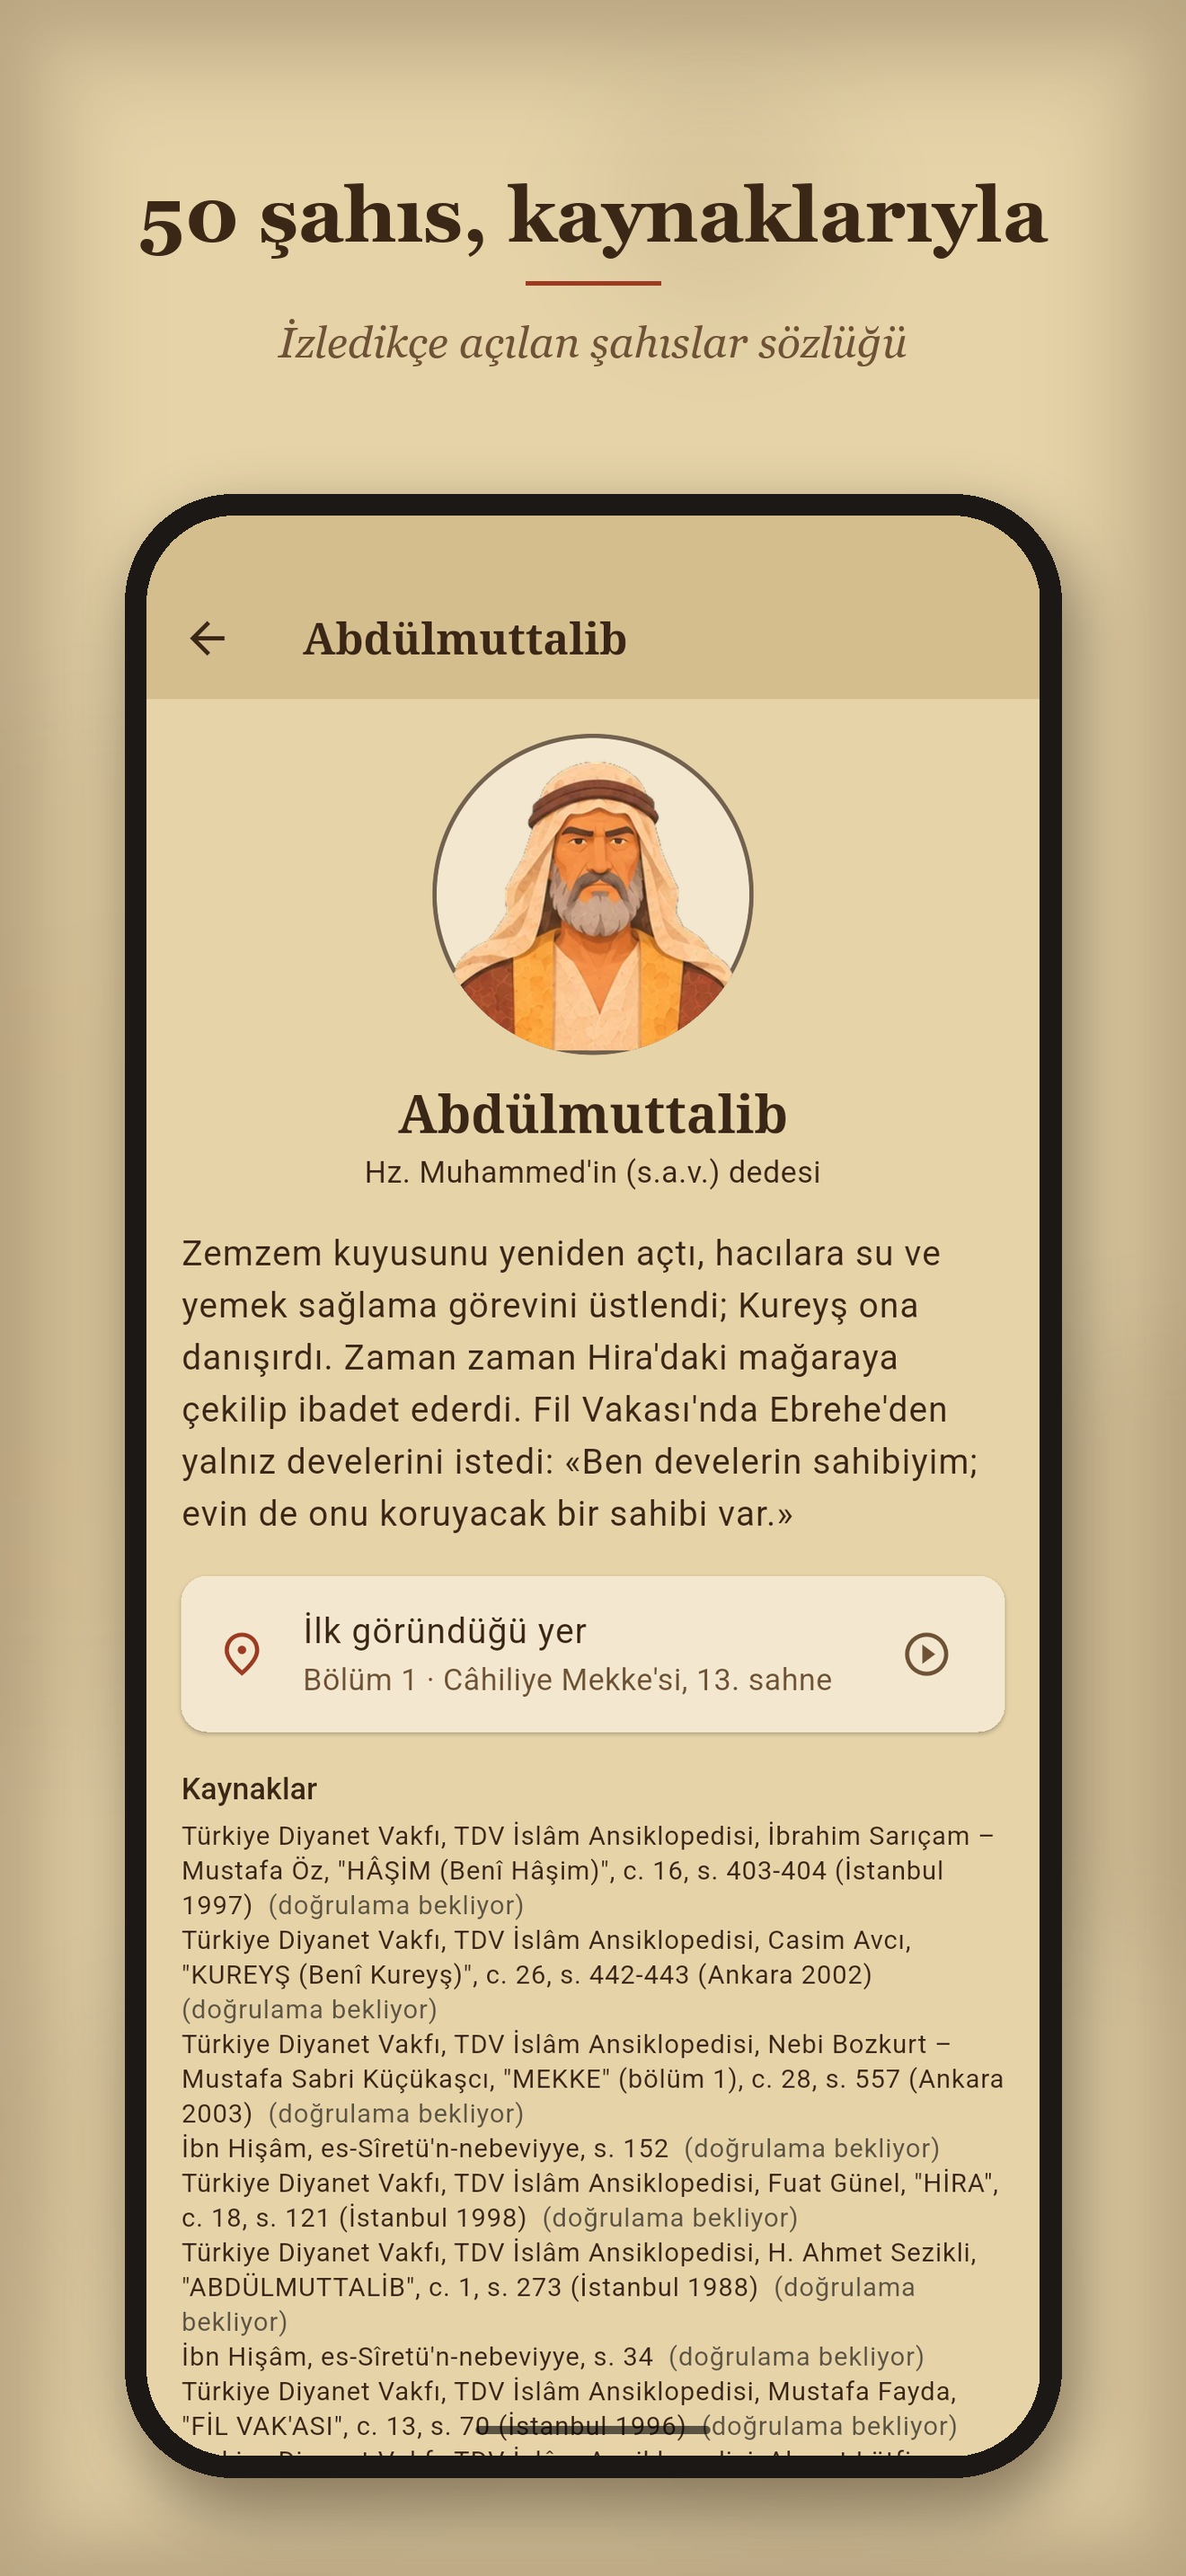 50 şahıs, kaynaklarıyla
İzledikçe açılan şahıslar sözlüğü
Abdülmuttalib
Abdülmuttalib
Hz. Muhammed'in (s.a.v.) dedesi
Zemzem kuyusunu yeniden açtı, hacılara su ve
yemek sağlama görevini üstlendi; Kureyş ona
danışırdı. Zaman zaman Hira'daki mağaraya
çekilip ibadet ederdi. Fil Vakası'nda Ebrehe'den
yalnız develerini istedi: «Ben develerin sahibiyim;
evin de onu koruyacak bir sahibi var.»
İlk göründüğü yer
Bölüm 1 · Câhiliye Mekke'si, 13. sahne
Kaynaklar
Türkiye Diyanet Vakfı, TDV İslâm Ansiklopedisi, İbrahim Sarıçam –
Mustafa Öz, "HÂŞİM (Benî Hâşim)", c. 16, s. 403-404 (İstanbul
1997) (doğrulama bekliyor)
Türkiye Diyanet Vakfı, TDV İslâm Ansiklopedisi, Casim Avcı,
"KUREYŞ (Benî Kureyş)", c. 26, s. 442-443 (Ankara 2002)
(doğrulama bekliyor)
Türkiye Diyanet Vakfı, TDV İslâm Ansiklopedisi, Nebi Bozkurt –
Mustafa Sabri Küçükaşcı, "MEKKE" (bölüm 1), c. 28, s. 557 (Ankara
2003) (doğrulama bekliyor)
İbn Hişâm, es-Sîretü'n-nebeviyye, s. 152 (doğrulama bekliyor)
Türkiye Diyanet Vakfı, TDV İslâm Ansiklopedisi, Fuat Günel, "HİRA",
c. 18, s. 121 (İstanbul 1998) (doğrulama bekliyor)
Türkiye Diyanet Vakfı, TDV İslâm Ansiklopedisi, H. Ahmet Sezikli,
"ABDÜLMUTTALİB", c. 1, s. 273 (İstanbul 1988) (doğrulama
bekliyor)
İbn Hişâm, es-Sîretü'n-nebeviyye, s. 34 (doğrulama bekliyor)
Türkiye Diyanet Vakfı, TDV İslâm Ansiklopedisi, Mustafa Fayda,
"FİL VAK'ASI", c. 13, s. 70 (İstanbul 1996) (doğrulama bekliyor)